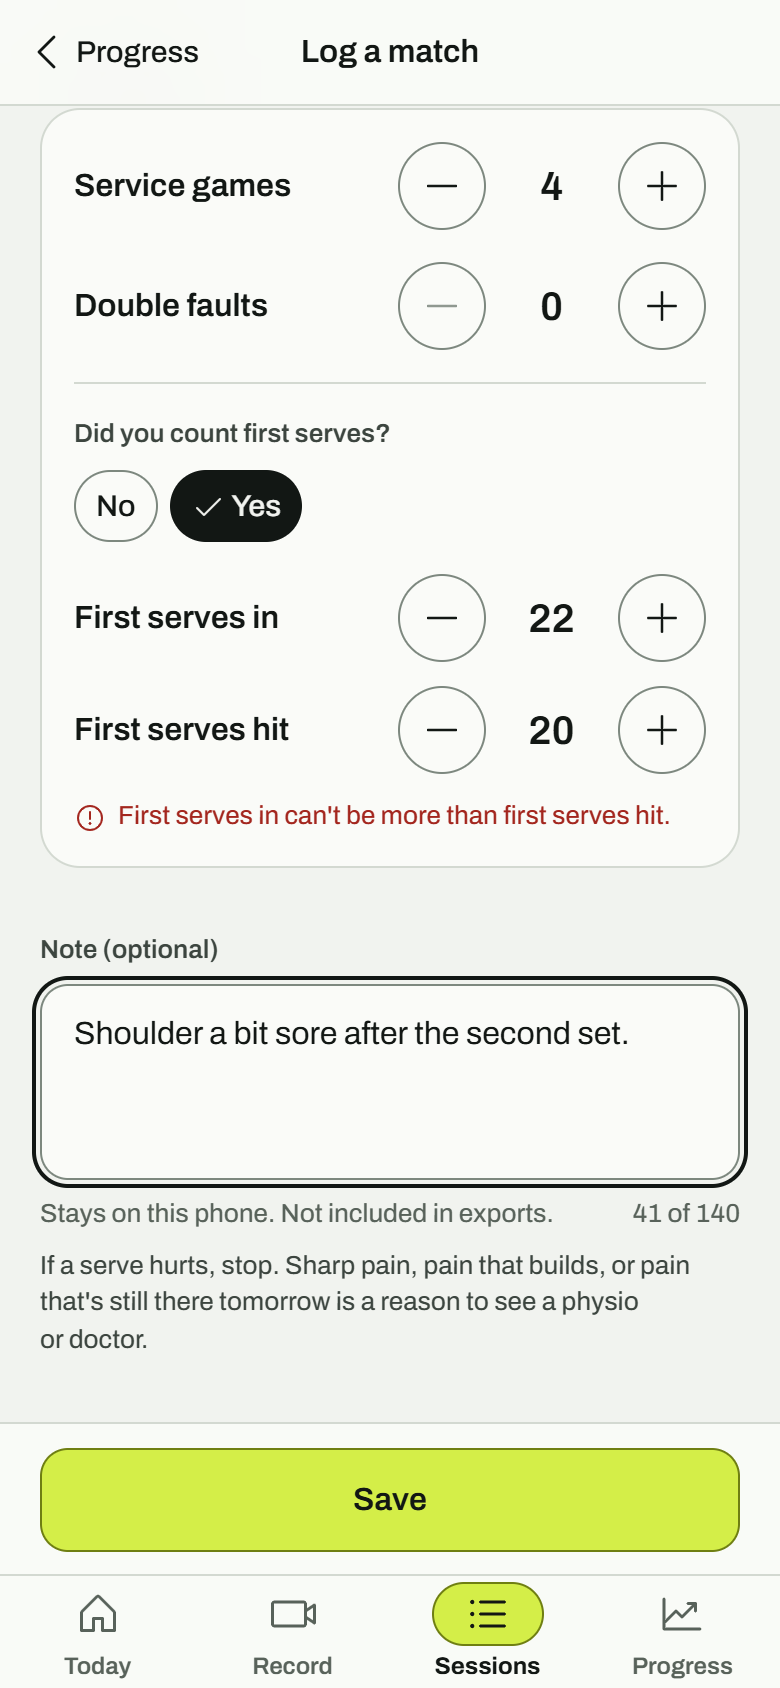 Progress
Log a match
Service games
4
Double faults
0
Did you count first serves?
No
Yes
First serves in
22
First serves hit
20
First serves in can't be more than first serves hit.
Note (optional)
Shoulder a bit sore after the second set.
Stays on this phone. Not included in exports.
41 of 140
If a serve hurts, stop. Sharp pain, pain that builds, or pain
that's still there tomorrow is a reason to see a physio
or doctor.
Save
Today
Record
Sessions
Progress